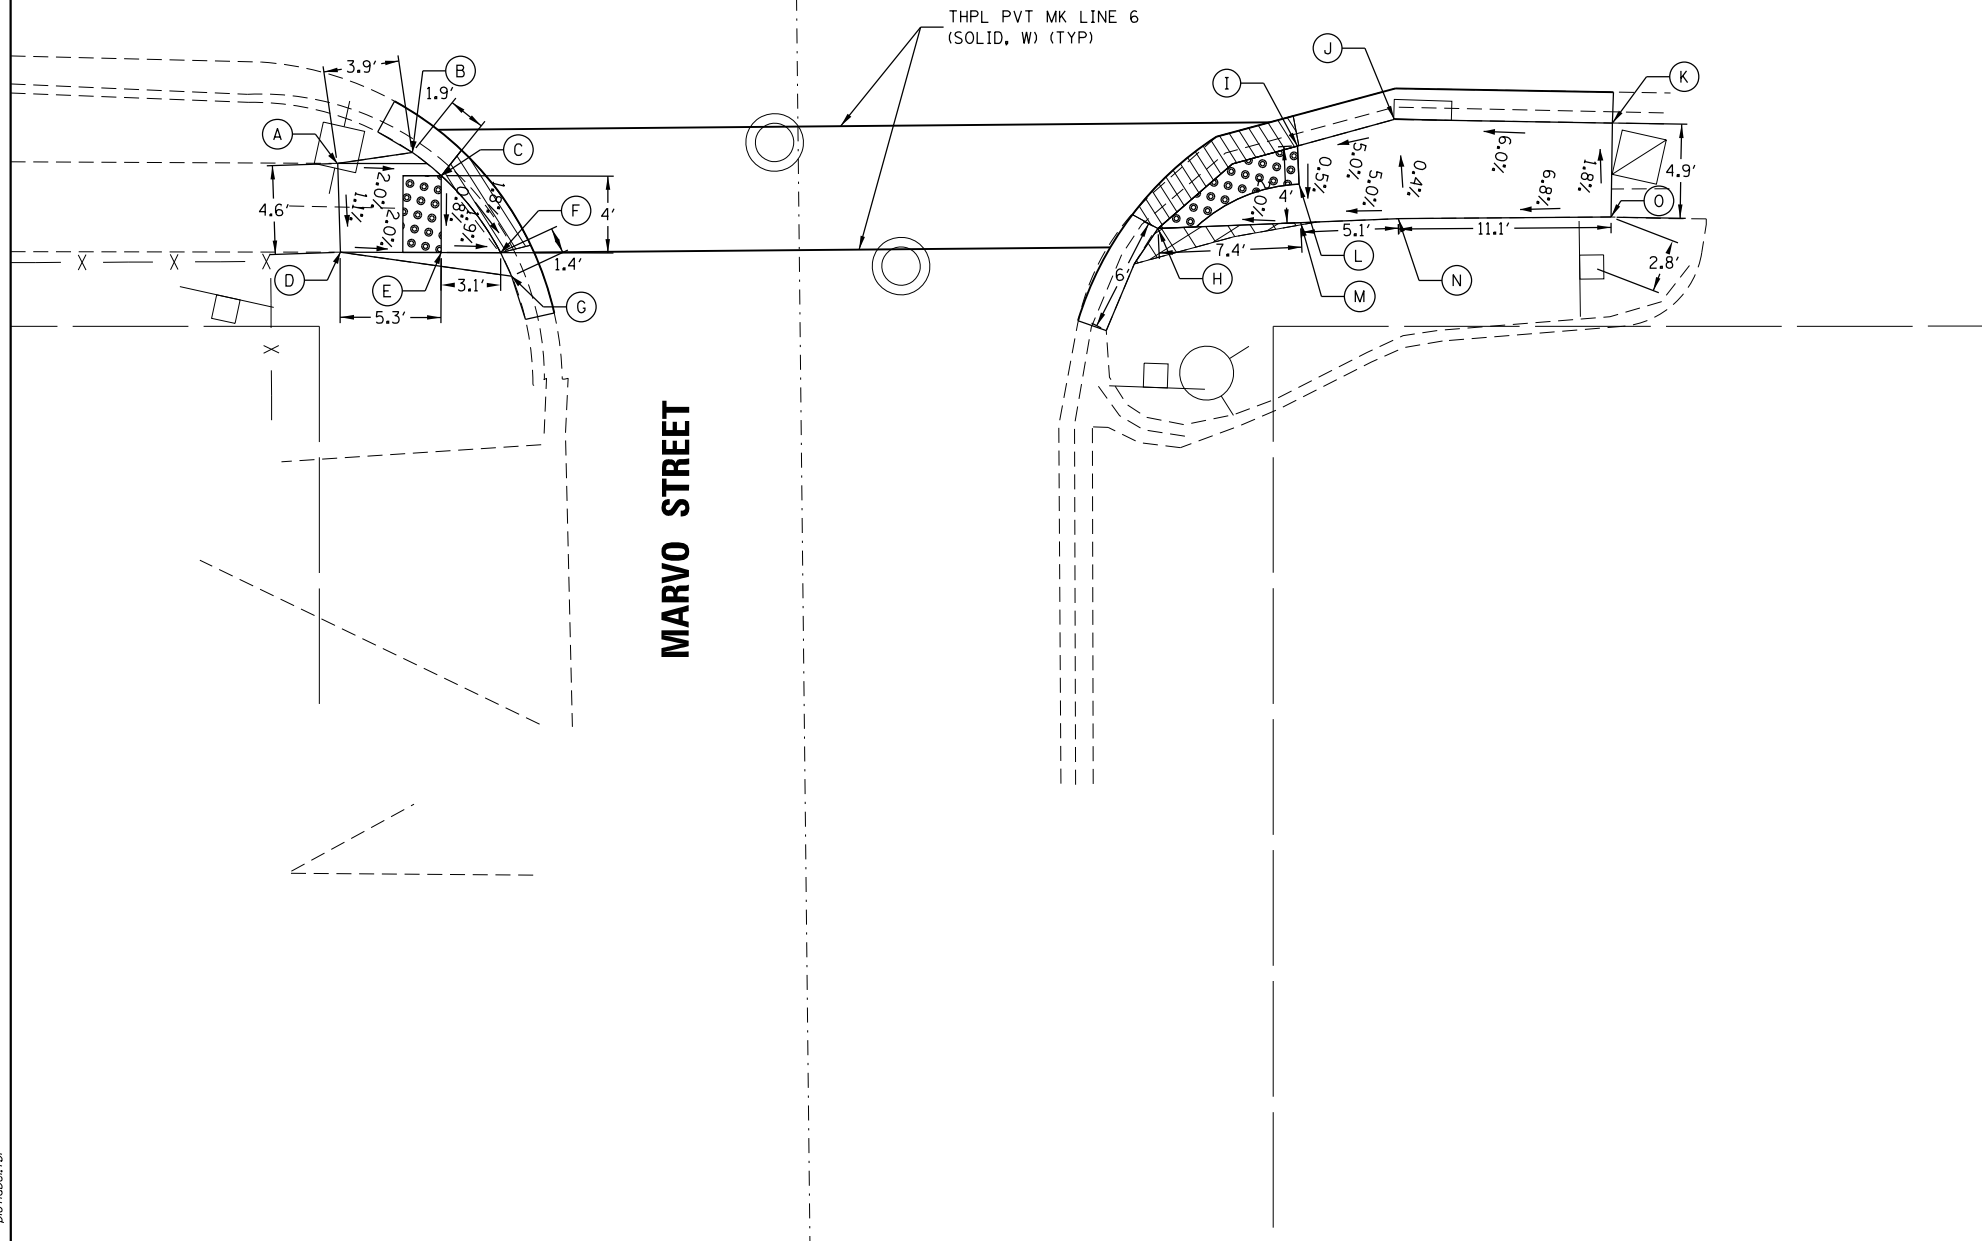 THPL PVT MK LINE 6
(SOLID, W) (TYP)
J
K
I
B
A
C
3.9'
1.9'
4.6'
2.0%
1.1%
2.0%
0.8%
4'
F
1.4'
D
E
G
3.1'
5.3'
6'
7.4'
4'
0.5%
5.0%
5.0%
0.4%
6.0%
6.8%
1.8%
4.9'
O
5.1'
11.1'
2.8'
H
L
M
N
X X X
X
MARVO STREET